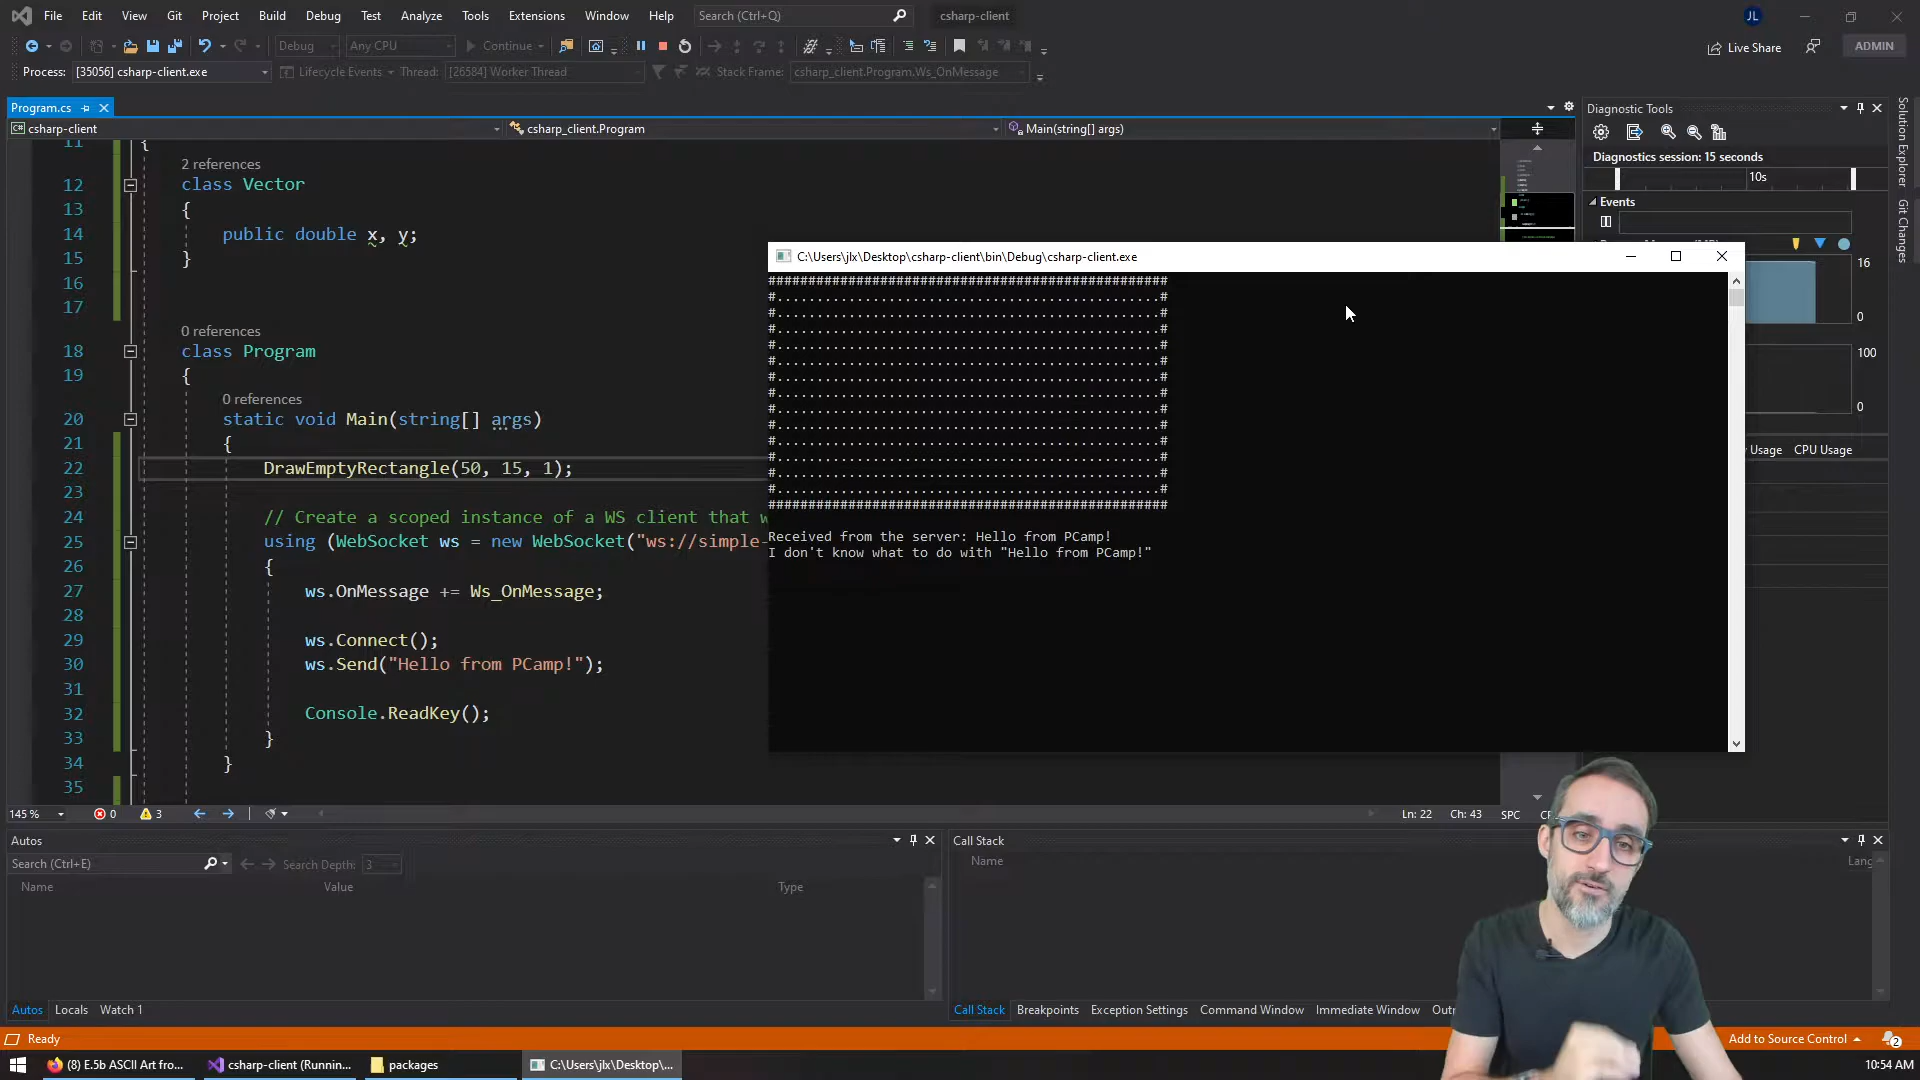 File Edit View Git Project Build Debug Test Analyze Tools Extensions Window Help Search (Ctrl+Q) csharp-client JL
Debug Any CPU Continue Live Share ADMIN
Process: [35056] csharp-client.exe Lifecycle Events Thread: [26584] Worker Thread Stack Frame: csharp_client.Program.Ws_OnMessage
Program.cs
csharp-client csharp_client.Program Main(string[] args)
11 {
2 references
12 class Vector
13 {
14 public double x, y;
15 }
16
17
0 references
18 class Program
19 {
0 references
20 static void Main(string[] args)
21 {
22 DrawEmptyRectangle(50, 15, 1);
23
24 // Create a scoped instance of a WS client that w
25 using (WebSocket ws = new WebSocket("ws://simple-
26 {
27 ws.OnMessage += Ws_OnMessage;
28
29 ws.Connect();
30 ws.Send("Hello from PCamp!");
31
32 Console.ReadKey();
33 }
34 }
35
C:\Users\jlx\Desktop\csharp-client\bin\Debug\csharp-client.exe
##################################################
#................................................#
#................................................#
#................................................#
#................................................#
#................................................#
#................................................#
#................................................#
#................................................#
#................................................#
#................................................#
#................................................#
#................................................#
#................................................#
##################################################
Received from the server: Hello from PCamp!
I don't know what to do with "Hello from PCamp!"
Diagnostic Tools
Diagnostics session: 15 seconds
10s
Events
16
0
100
0
Usage CPU Usage
Solution Explorer
Git Changes
145 % 0 3 Ln: 22 Ch: 43 SPC
Autos
Search (Ctrl+E) Search Depth: 3
Name Value Type
Autos Locals Watch 1
Call Stack
Name Lang
Call Stack Breakpoints Exception Settings Command Window Immediate Window
Ready Add to Source Control 2
(8) E.5b ASCII Art fro... csharp-client (Runnin... packages C:\Users\jlx\Desktop\... 10:54 AM